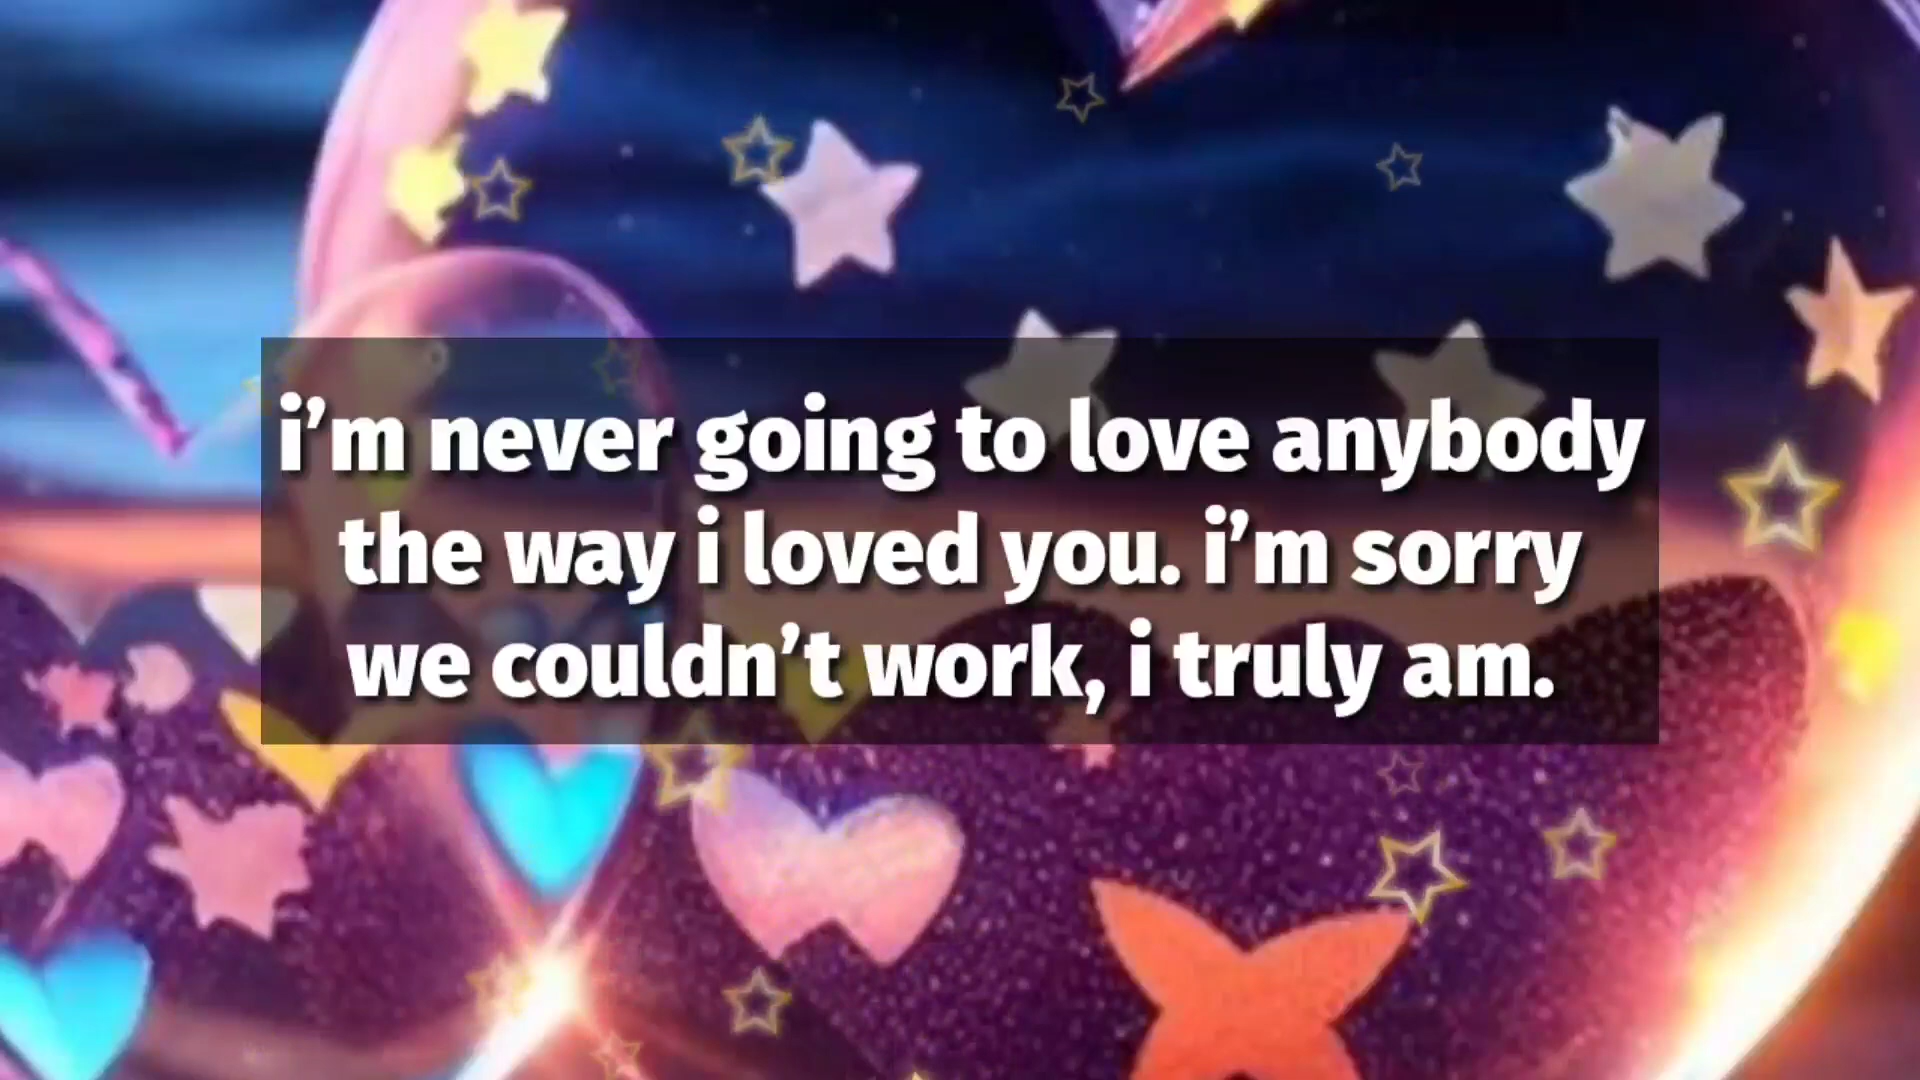 i’m never going to love anybody
the way i loved you. i’m sorry
we couldn’t work, i truly am.